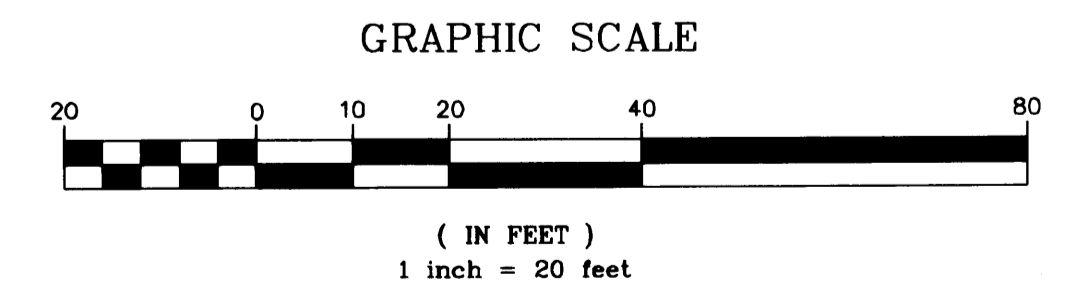 GRAPHIC SCALE
20 0 10 20 40 80
( IN FEET )
1 inch = 20 feet